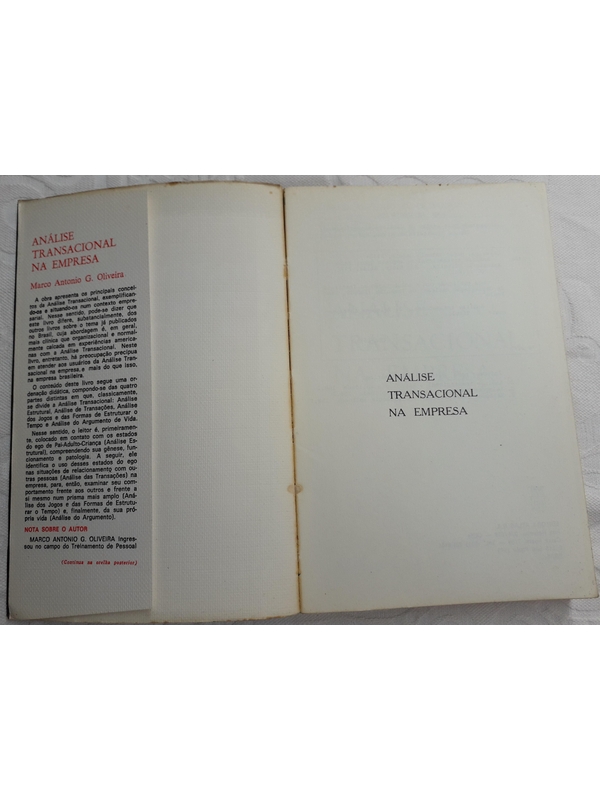 ANÁLISE
TRANSACIONAL
NA EMPRESA
Marco Antonio G. Oliveira
A obra apresenta os principais concei-
tos da Análise Transacional, exemplifican-
do-os e situando-os num contexto empre-
sarial. Nesse sentido, pode-se dizer que
este livro difere, substancialmente, dos
outros livros sobre o tema já publicados
no Brasil, cuja abordagem é, em geral,
mais clínica que organizacional e normal-
mente calcada em experiências america-
nas com a Análise Transacional. Neste
livro, entretanto, há preocupação precípua
em atender aos usuários da Análise Tran-
sacional na empresa e mais do que isso,
na empresa brasileira.
O conteúdo deste livro segue uma or-
denação didática, compondo-se das quatro
partes distintas em que, classicamente,
se divide a Análise Transacional: Análise
Estrutural, Análise de Transações, Análise
dos Jogos e das Formas de Estruturar o
Tempo e Análise do Argumento de Vida.
Nesse sentido, o leitor é, primeiramen-
te, colocado em contato com os estados
do ego de Pai-Adulto-Criança (Análise Es-
trutural), compreendendo sua gênese, fun-
cionamento e patologia. A seguir, ele
identifica o uso desses estados do ego
nas situações de relacionamento com ou-
tras pessoas (Análise das Transações) na
empresa, para, então, examinar seu com-
portamento frente aos outros e frente a
si mesmo num prisma mais amplo (Aná-
lise dos Jogos e das Formas de Estrutu-
rar o Tempo) e, finalmente, da sua pró-
pria vida (Análise do Argumento).
NOTA SOBRE O AUTOR
MARCO ANTONIO G. OLIVEIRA ingres-
sou no campo do Treinamento de Pessoal
(Continua na orelha posterior)
ANÁLISE
TRANSACIONAL
NA EMPRESA